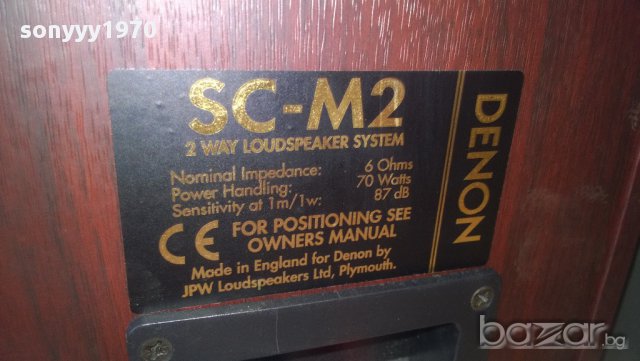 sonyyy1970
SC-M2
2 WAY LOUDSPEAKER SYSTEM
Nominal Impedance: 6 Ohms
Power Handling: 70 Watts
Sensitivity at 1m/1w: 87 dB
CE FOR POSITIONING SEE
OWNERS MANUAL
Made in England for Denon by
JPW Loudspeakers Ltd, Plymouth.
DENON
bazar.bg